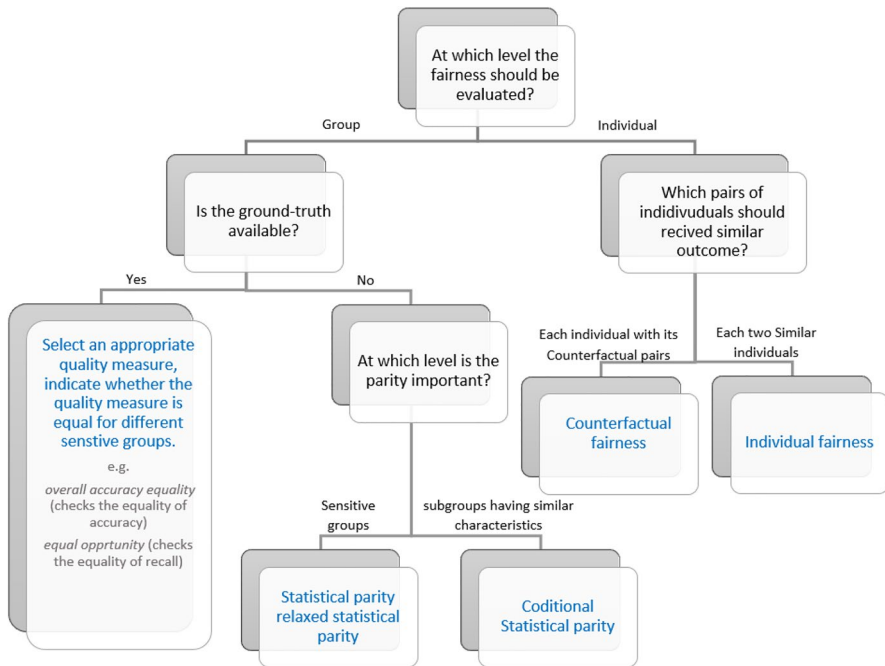 At which level the
fairness should be
evaluated?
Group
Individual
Is the ground-truth
available?
Which pairs of
indidivuduals should
recived similar
outcome?
Yes
No
Select an appropriate
quality measure,
indicate whether the
quality measure is
equal for different
senstive groups.
e.g.
overall accuracy equality
(checks the equality of
accuracy)
equal opprtunity (checks
the equality of recall)
At which level is the
parity important?
Each individual with its
Counterfactual pairs
Each two Similar
individuals
Counterfactual
fairness
Individual fairness
Sensitive
groups
subgroups having similar
characteristics
Statistical parity
relaxed statistical
parity
Coditional
Statistical parity